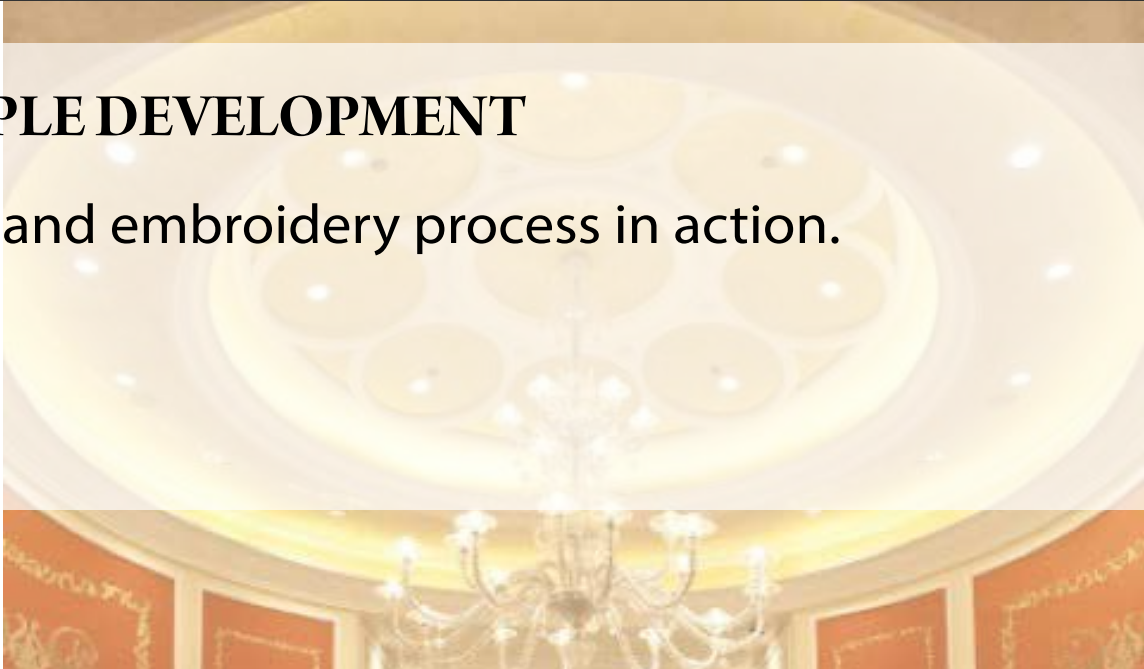 PLE DEVELOPMENT
and embroidery process in action.